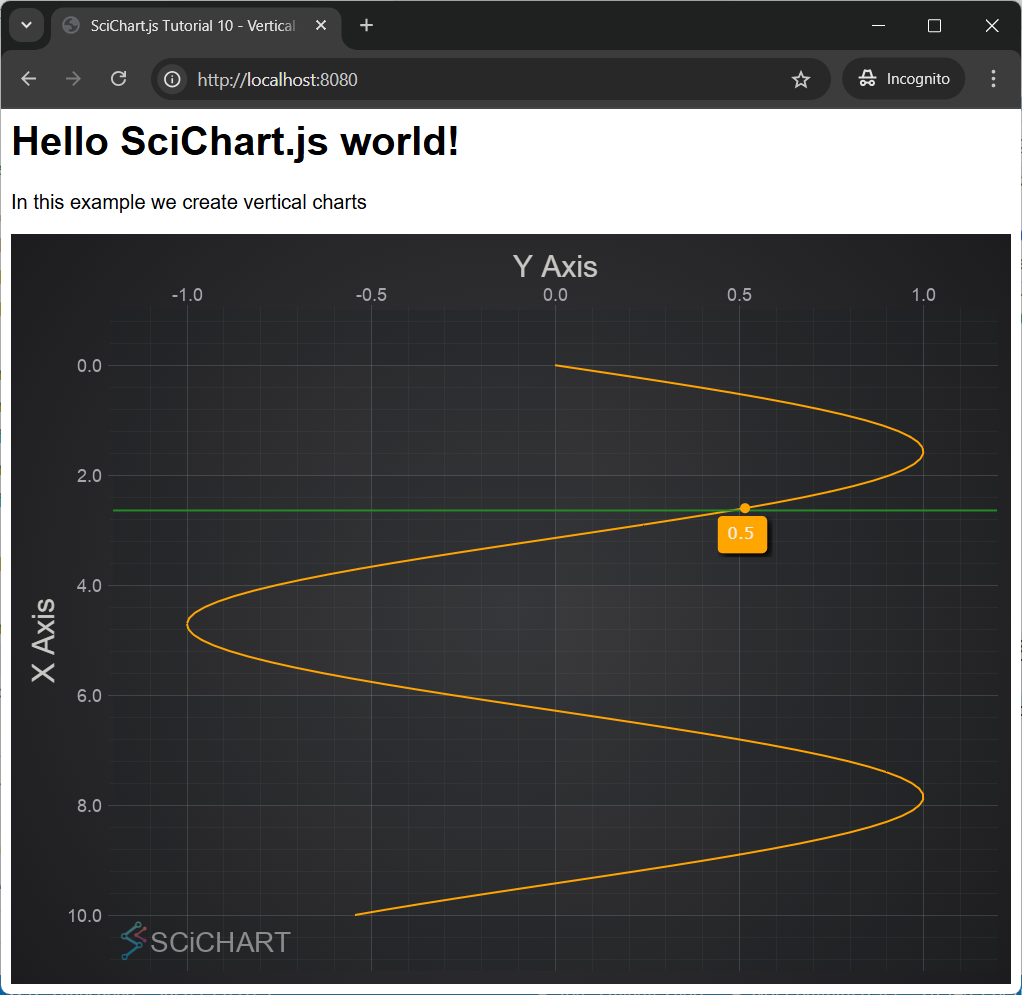 SciChart.js Tutorial 10 - Vertical
http://localhost:8080
Incognito
Hello SciChart.js world!
In this example we create vertical charts
Y Axis
-1.0 -0.5 0.0 0.5 1.0
0.0
2.0
0.5
4.0
X Axis
6.0
8.0
10.0
SCiCHART